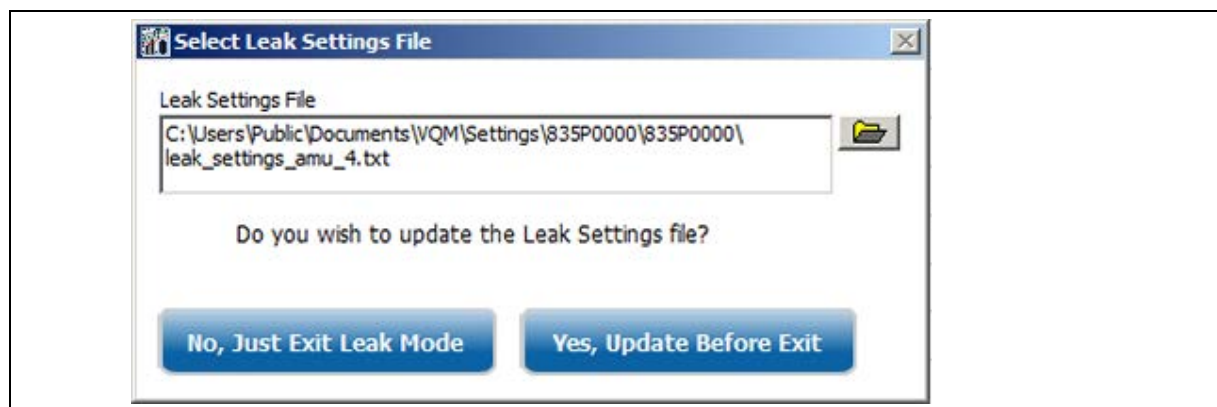 Select Leak Settings File
Leak Settings File
C:\Users\Public\Documents\VQM\Settings\835P0000\835P0000\
leak_settings_amu_4.txt
Do you wish to update the Leak Settings file?
No, Just Exit Leak Mode
Yes, Update Before Exit